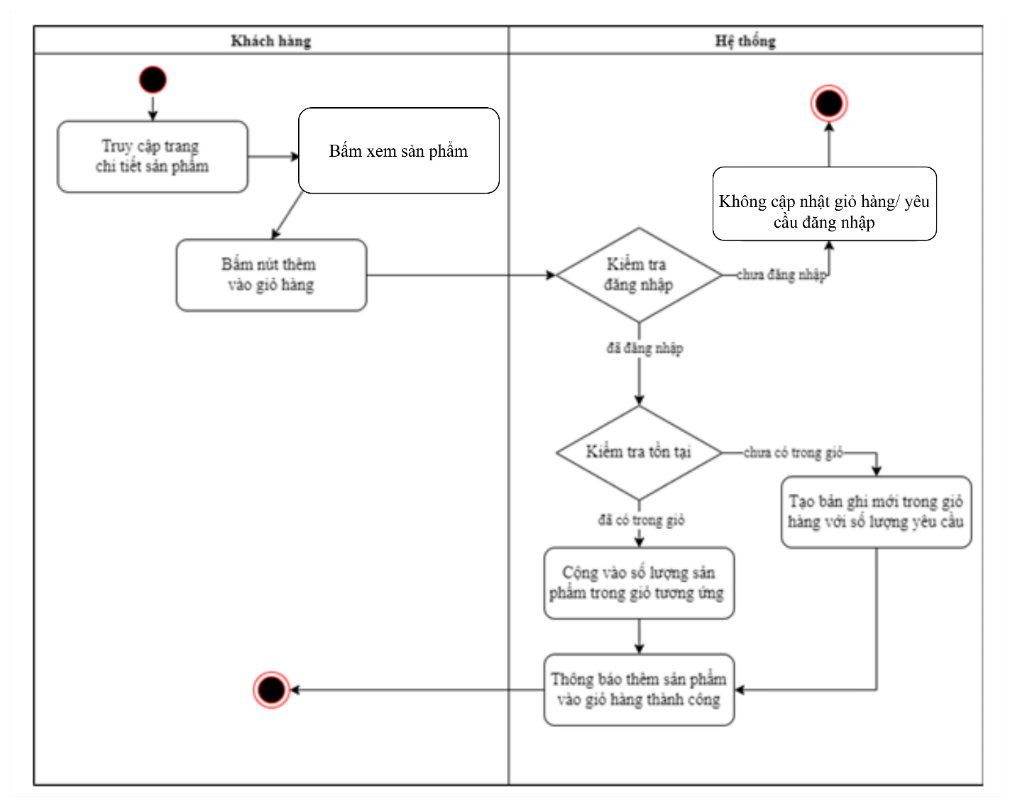 Khách hàng
Hệ thống
Truy cập trang
chi tiết sản phẩm
Bấm xem sản phẩm
Không cập nhật giỏ hàng/ yêu
cầu đăng nhập
Bấm nút thêm
vào giỏ hàng
Kiểm tra
đăng nhập
chưa đăng nhập
đã đăng nhập
Kiểm tra tồn tại
chưa có trong giỏ
Tạo bản ghi mới trong giỏ
hàng với số lượng yêu cầu
đã có trong giỏ
Cộng vào số lượng sản
phẩm trong giỏ tương ứng
Thông báo thêm sản phẩm
vào giỏ hàng thành công